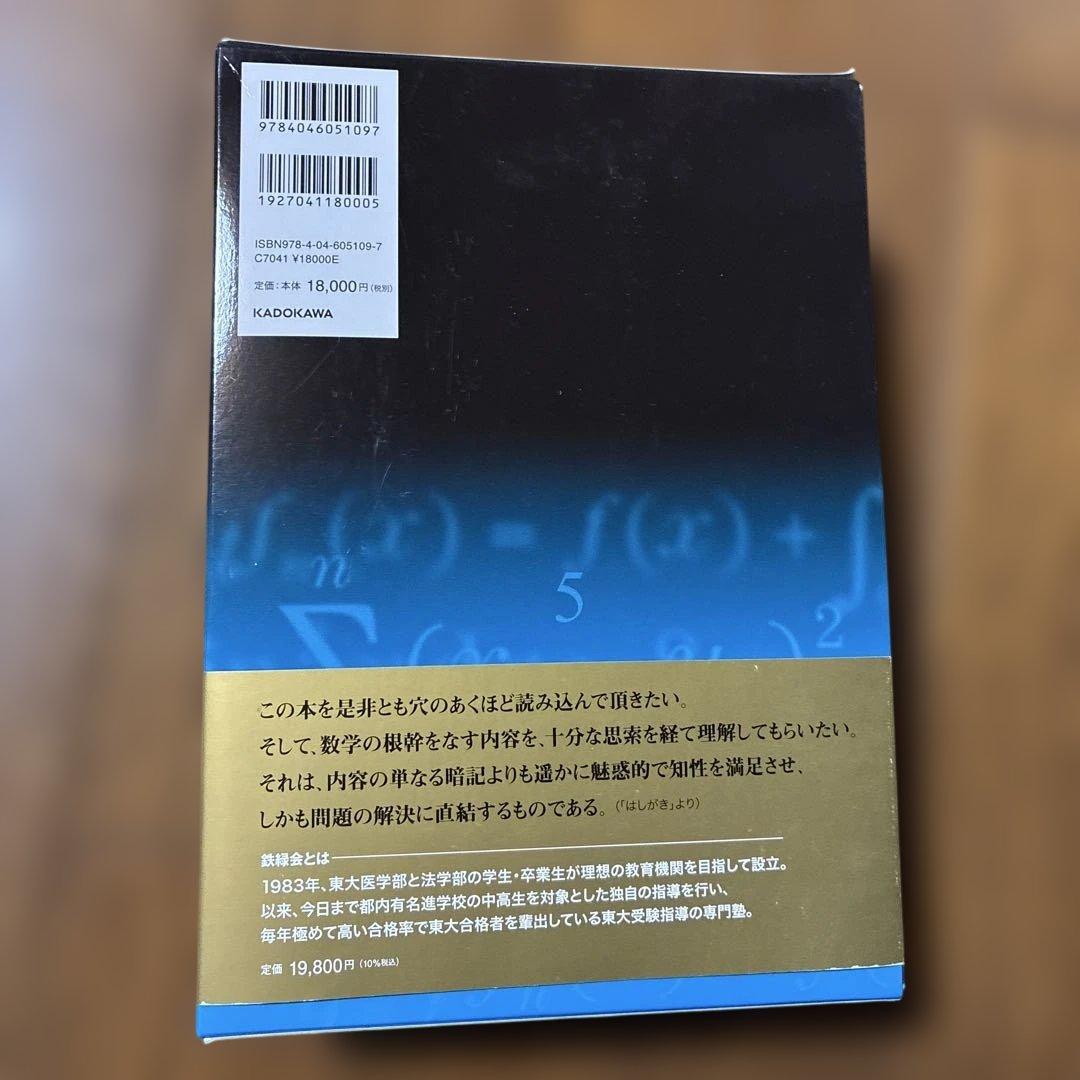 9784046051097
1927041180005
ISBN978-4-04-605109-7
C7041 ¥18000E
定価:本体 18,000円(税別)
KADOKAWA
n(x) = f(x) + ∫
n
5
∑ ( )2
この本を是非とも穴のあくほど読み込んで頂きたい。
そして、数学の根幹をなす内容を、十分な思索を経て理解してもらいたい。
それは、内容の単なる暗記よりも遥かに魅惑的で知性を満足させ、
しかも問題の解決に直結するものである。(「はしがき」より)
鉄緑会とは
1983年、東大医学部と法学部の学生・卒業生が理想の教育機関を目指して設立。
以来、今日まで都内有名進学校の中高生を対象とした独自の指導を行い、
毎年極めて高い合格率で東大合格者を輩出している東大受験指導の専門塾。
定価 19,800円(10%税込)